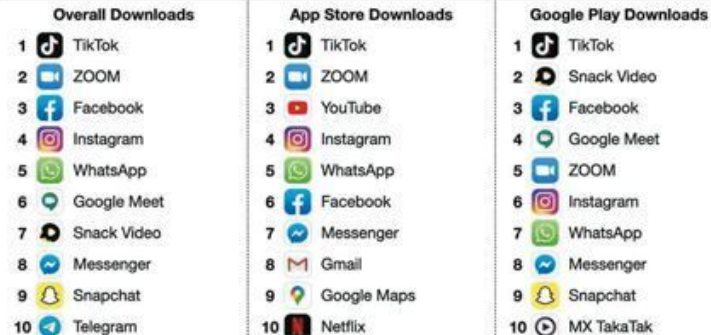 Overall Downloads
1 TikTok
2 ZOOM
3 Facebook
4 Instagram
5 WhatsApp
6 Google Meet
7 Snack Video
8 Messenger
9 Snapchat
10 Telegram
App Store Downloads
1 TikTok
2 ZOOM
3 YouTube
4 Instagram
5 WhatsApp
6 Facebook
7 Messenger
8 Gmail
9 Google Maps
10 Netflix
Google Play Downloads
1 TikTok
2 Snack Video
3 Facebook
4 Google Meet
5 ZOOM
6 Instagram
7 WhatsApp
8 Messenger
9 Snapchat
10 MX TakaTak